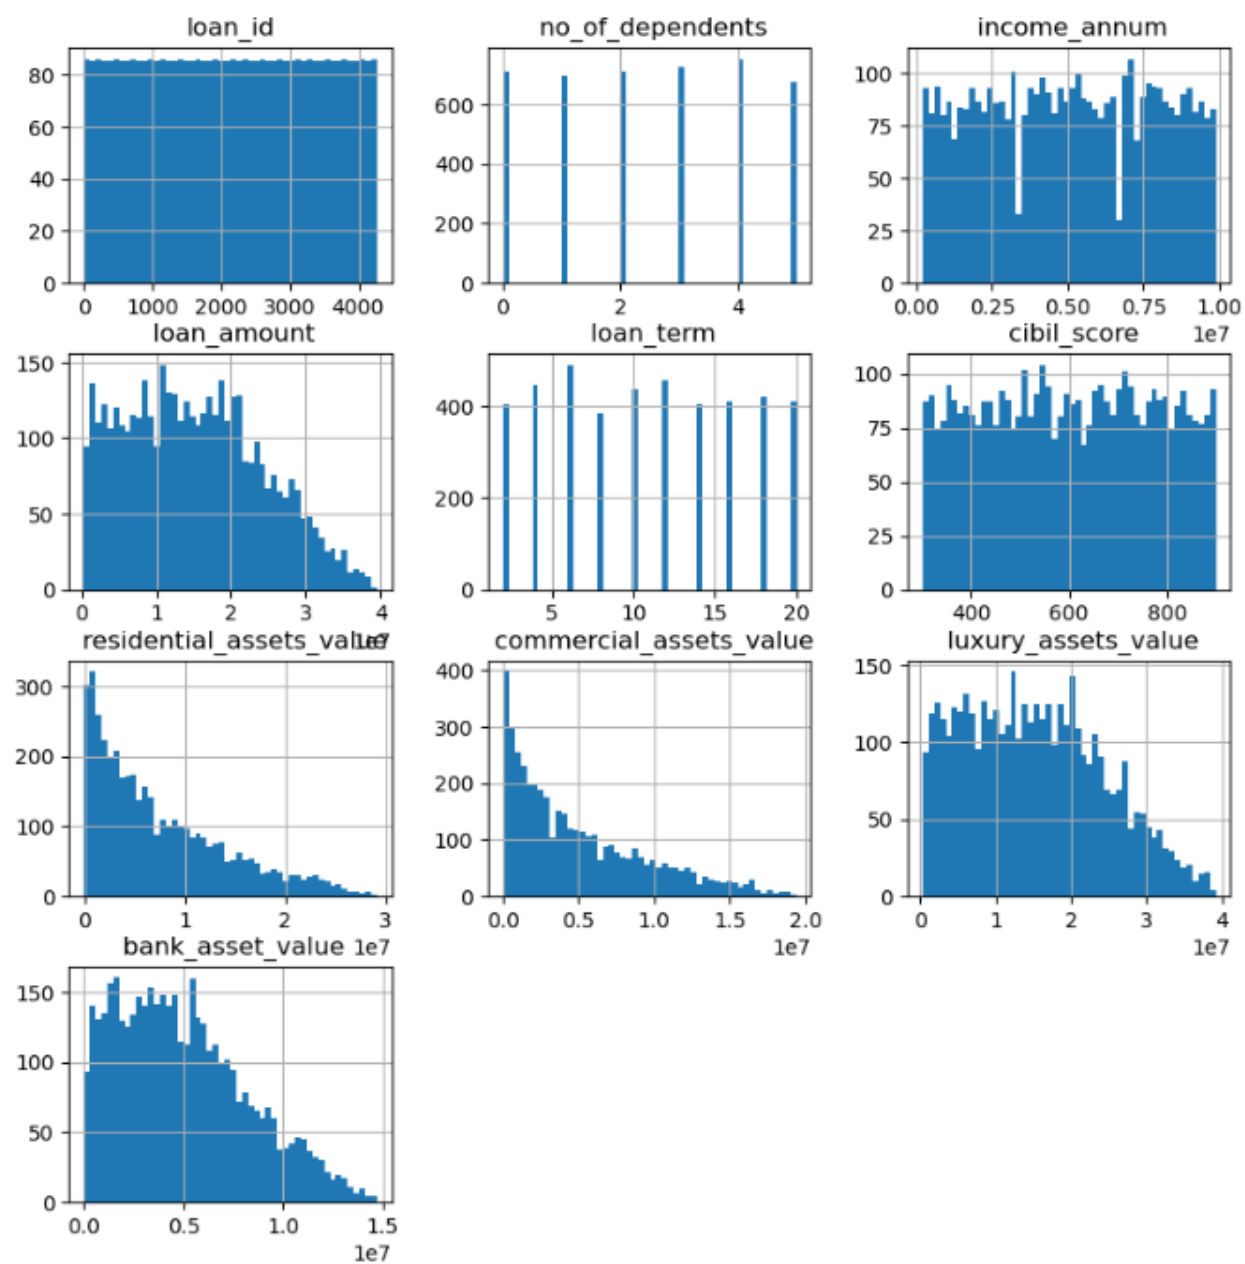 loan_id
80
60
40
20
0
0 1000 2000 3000 4000
no_of_dependents
600
400
200
0
0 2 4
income_annum
100
75
50
25
0
0.00 0.25 0.50 0.75 1.00
1e7
loan_amount
150
100
50
0
0 1 2 3 4
1e7
loan_term
400
200
0
5 10 15 20
cibil_score
100
75
50
25
0
400 600 800
residential_assets_value
300
200
100
0
0 1 2 3
1e7
commercial_assets_value
400
300
200
100
0
0.0 0.5 1.0 1.5 2.0
1e7
luxury_assets_value
150
100
50
0
0 1 2 3 4
1e7
bank_asset_value
150
100
50
0
0.0 0.5 1.0 1.5
1e7